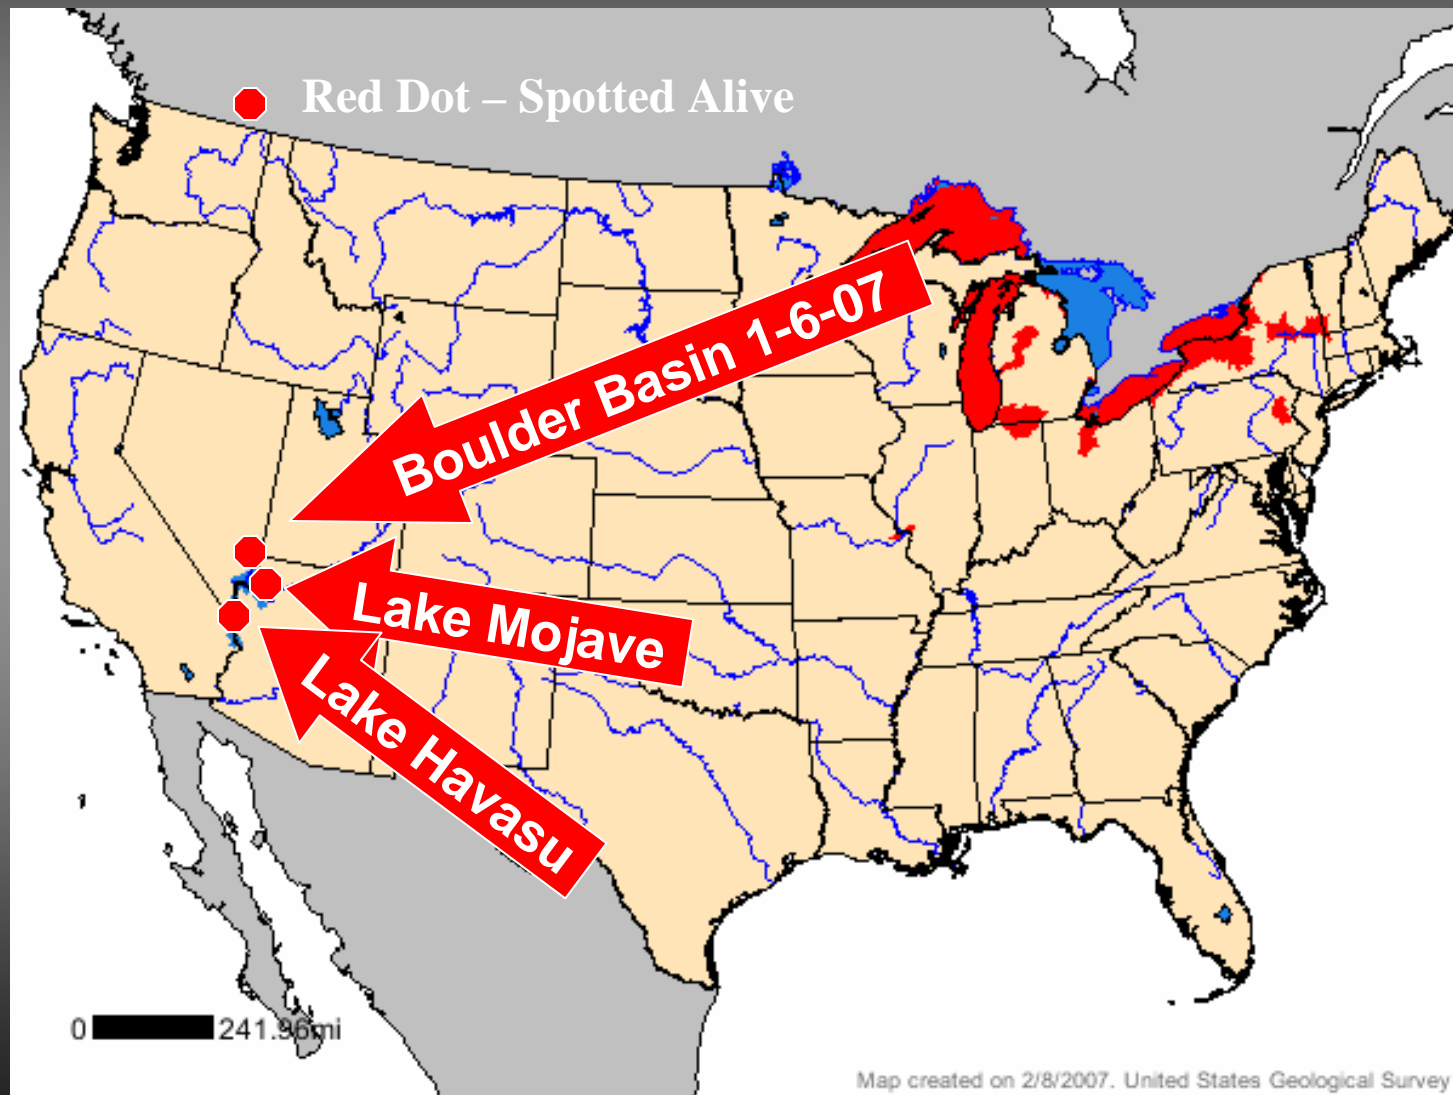 Red Dot – Spotted Alive
Boulder Basin 1-6-07
Lake Mojave
Lake Havasu
0 241.96mi
Map created on 2/8/2007. United States Geological Survey